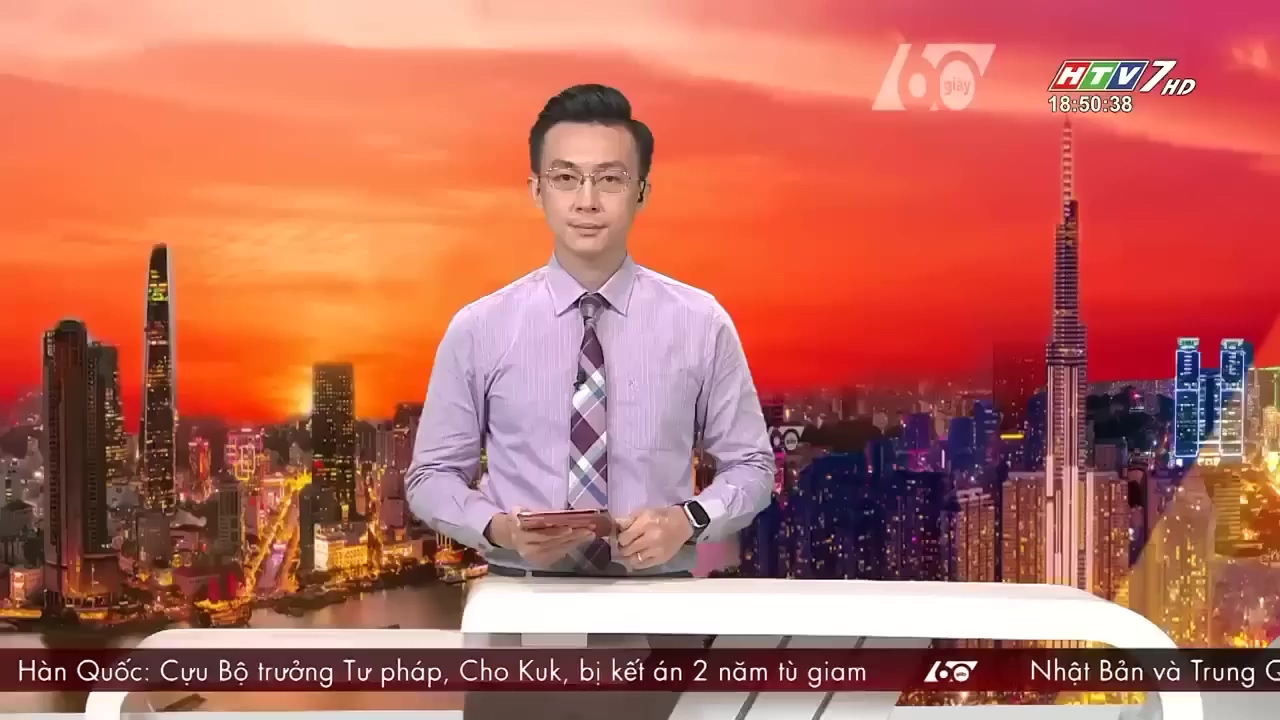 60 giây
HTV7 HD
18:50:38
Hàn Quốc: Cựu Bộ trưởng Tư pháp, Cho Kuk, bị kết án 2 năm tù giam 60 giây Nhật Bản và Trung Q